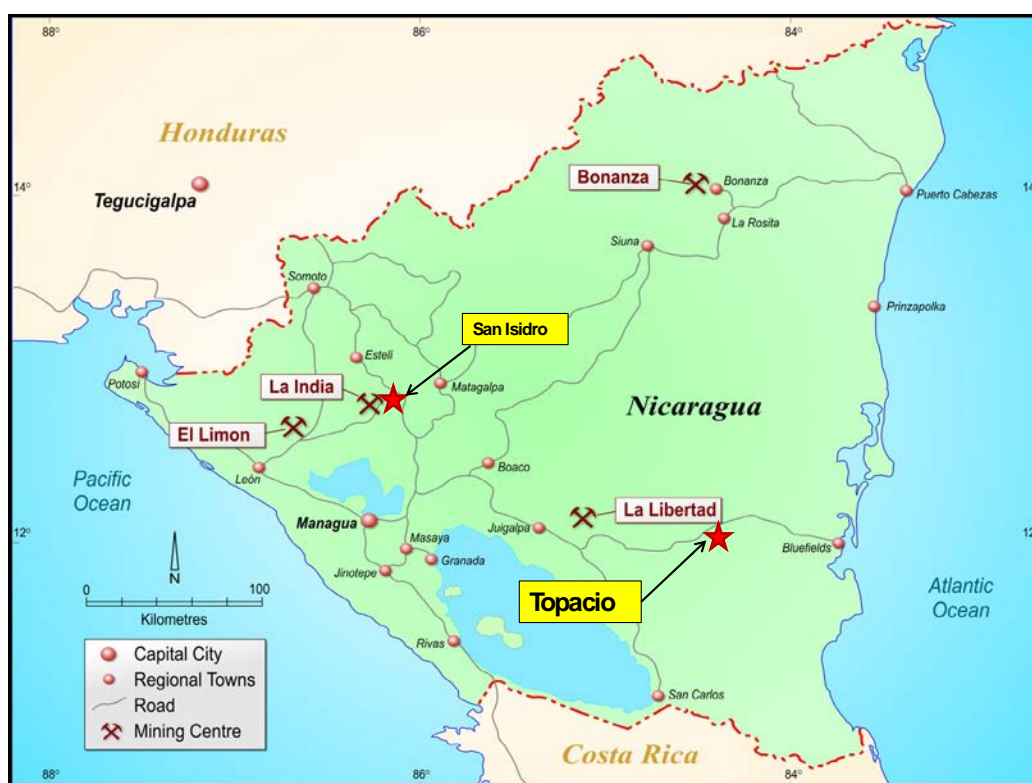 88°
86°
84°
Honduras
Tegucigalpa
14°
Bonanza
Bonanza
Puerto Cabezas
La Rosita
Siuna
Somoto
San Isidro
Prinzapolka
Esteli
Potosi
La India
Matagalpa
Nicaragua
El Limon
León
Boaco
Pacific
Ocean
La Libertad
12°
12°
Managua
Juigalpa
Masaya
Bluefields
Granada
Jinotepe
N
0
100
Kilometres
Topacio
Atlantic
Ocean
Rivas
Capital City
Regional Towns
Road
Mining Centre
San Carlos
Costa Rica
88°
86°
84°